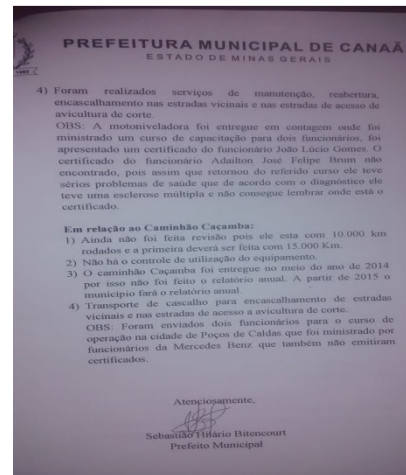 PREFEITURA MUNICIPAL DE CANAÃ
ESTADO DE MINAS GERAIS
4) Foram realizados serviços de manutenção, reabertura,
encascalhamento nas estradas vicinais e nas estradas de acesso de
avicultura de corte.
OBS: A motoniveladora foi entregue em contagem onde foi
ministrado um curso de capacitação para dois funcionários, foi
apresentado um certificado do funcionário João Lúcio Gomes. O
certificado do funcionário Adailton José Felipe Brum não
encontrado, pois assim que retornou do referido curso ele teve
sérios problemas de saúde que de acordo com o diagnóstico ele
teve uma esclerose múltipla e não consegue lembrar onde está o
certificado.
Em relação ao Caminhão Caçamba:
1) Ainda não foi feita revisão pois ele esta com 10.000 km
rodados e a primeira deverá ser feita com 15.000 Km.
2) Não há o controle de utilização do equipamento.
3) O caminhão Caçamba foi entregue no meio do ano de 2014
por isso não foi feito o relatório anual. A partir de 2015 o
município fará o relatório anual.
4) Transporte de cascalho para encascalhamento de estradas
vicinais e nas estradas de acesso a avicultura de corte.
OBS: Foram enviados dois funcionários para o curso de
operação na cidade de Poços de Caldas que foi ministrado por
funcionários da Mercedes Benz que também não emitiram
certificados.
Atenciosamente,
Sebastião Hilário Bitencourt
Prefeito Municipal